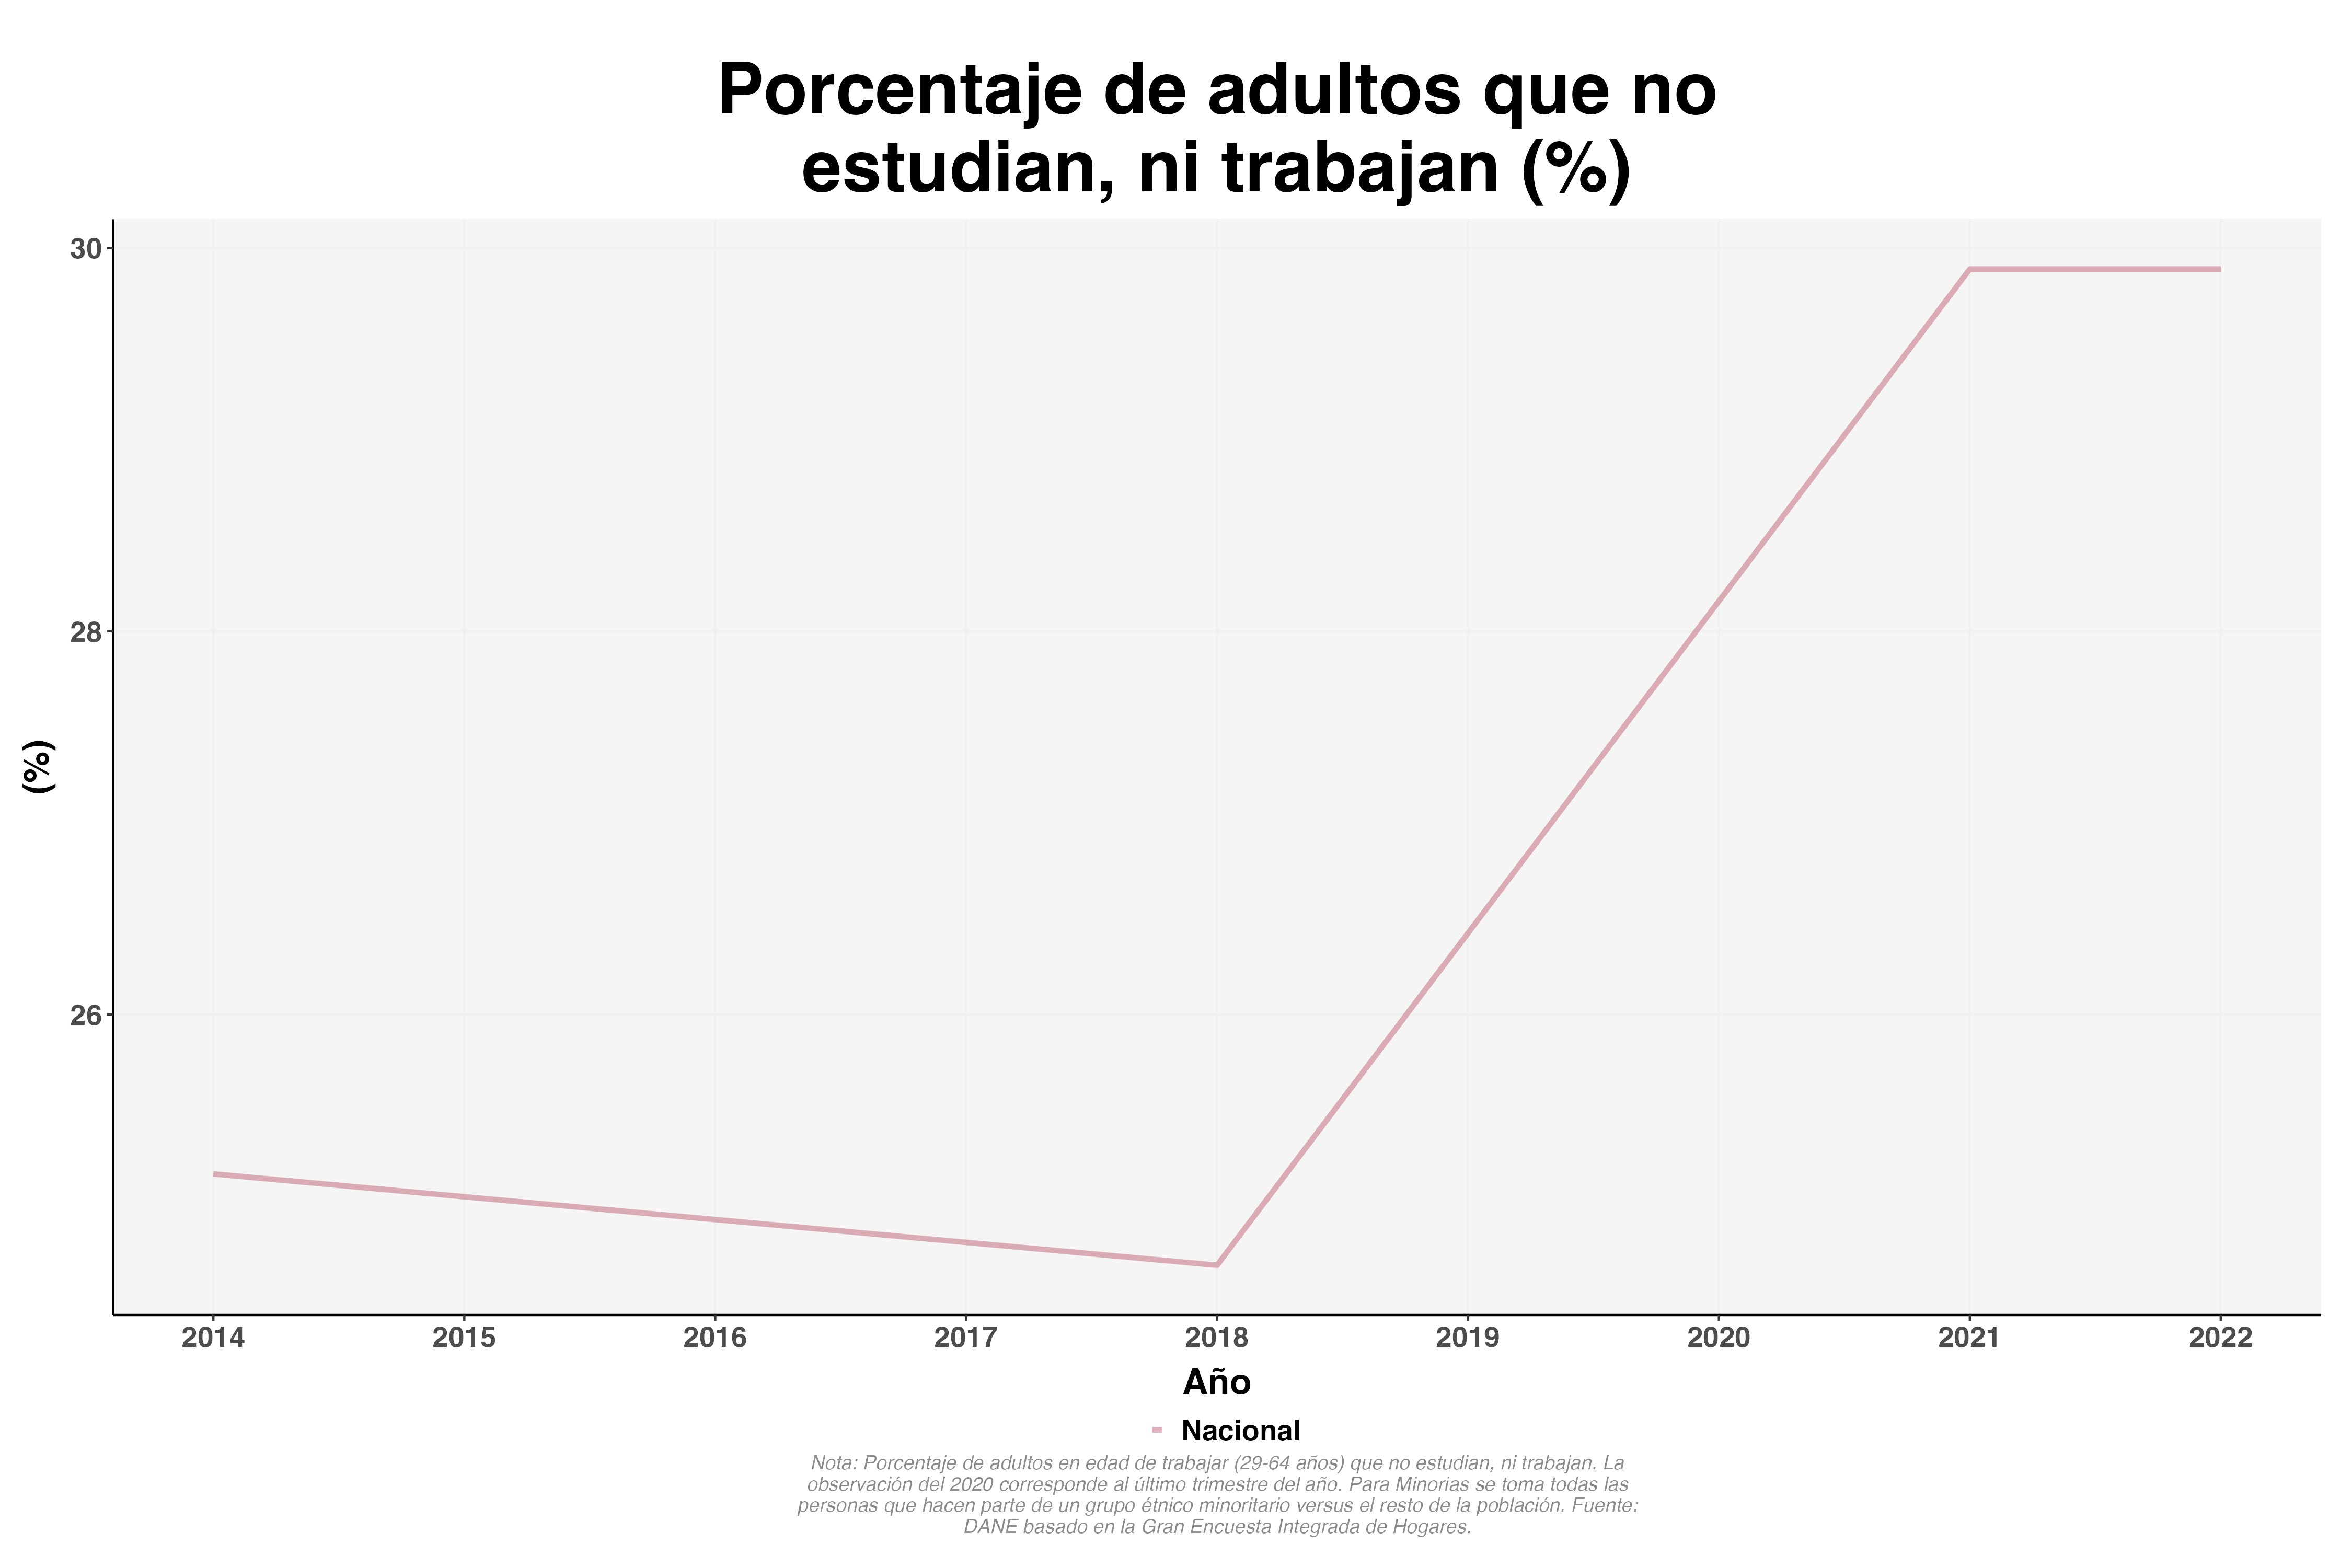 Porcentaje de adultos que no
estudian, ni trabajan (%)
30
28
26
(%)
2014 2015 2016 2017 2018 2019 2020 2021 2022
Año
Nacional
Nota: Porcentaje de adultos en edad de trabajar (29-64 años) que no estudian, ni trabajan. La
observación del 2020 corresponde al último trimestre del año. Para Minorias se toma todas las
personas que hacen parte de un grupo étnico minoritario versus el resto de la población. Fuente:
DANE basado en la Gran Encuesta Integrada de Hogares.